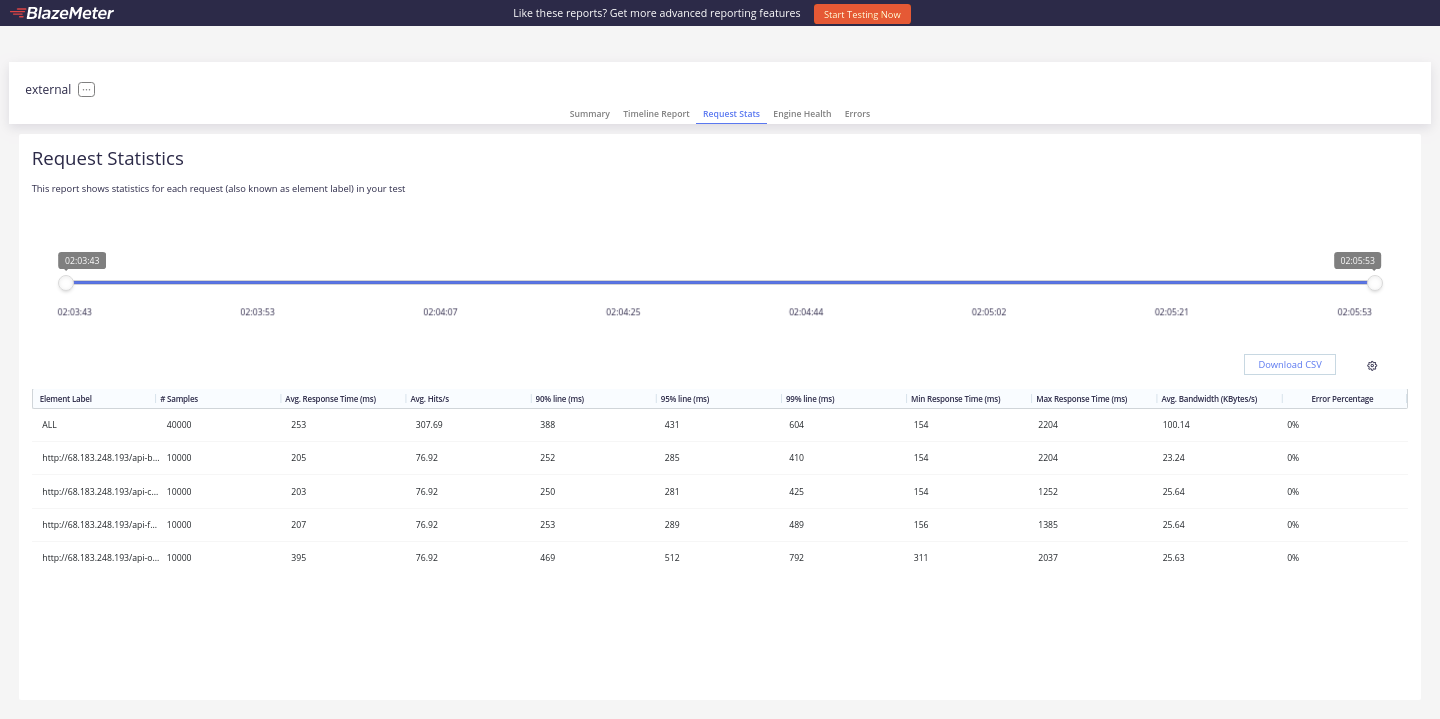 BlazeMeter Like these reports? Get more advanced reporting features Start Testing Now
external ...
Summary Timeline Report Request Stats Engine Health Errors
Request Statistics
This report shows statistics for each request (also known as element label) in your test
02:03:43 02:05:53
02:03:43 02:03:53 02:04:07 02:04:25 02:04:44 02:05:02 02:05:21 02:05:53
Download CSV
Element Label # Samples Avg. Response Time (ms) Avg. Hits/s 90% line (ms) 95% line (ms) 99% line (ms) Min Response Time (ms) Max Response Time (ms) Avg. Bandwidth (KBytes/s) Error Percentage
ALL 40000 253 307.69 388 431 604 154 2204 100.14 0%
http://68.183.248.193/api-b... 10000 205 76.92 252 285 410 154 2204 23.24 0%
http://68.183.248.193/api-c... 10000 203 76.92 250 281 425 154 1252 25.64 0%
http://68.183.248.193/api-f... 10000 207 76.92 253 289 489 156 1385 25.64 0%
http://68.183.248.193/api-o... 10000 395 76.92 469 512 792 311 2037 25.63 0%